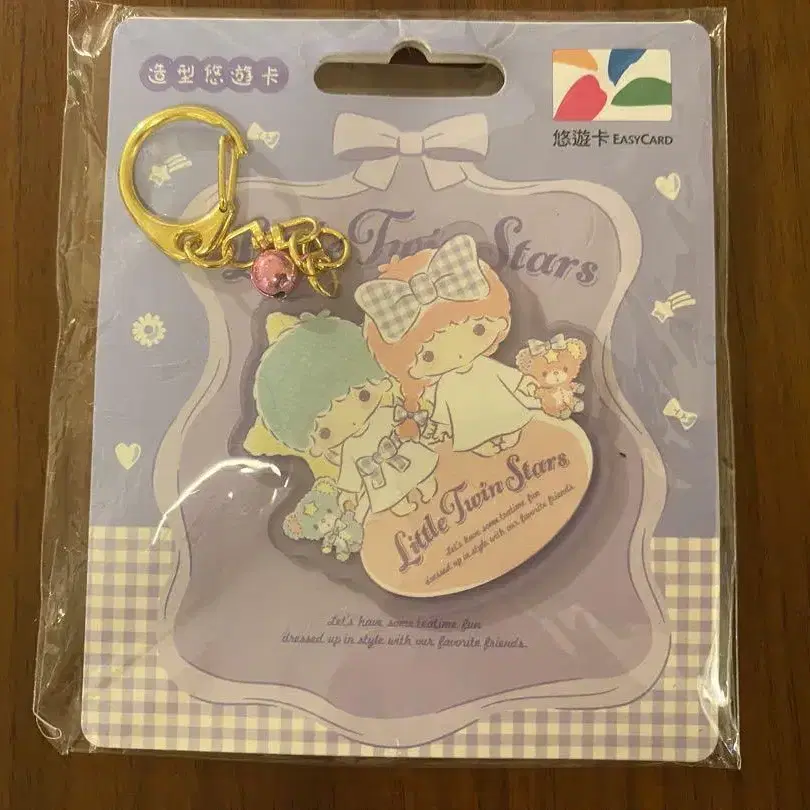 造型悠遊卡
悠遊卡 EASYCARD
Little Twin Stars
Little Twin Stars
Let's have some teatime fun
dressed up in style with our favorite friends.
Let's have some teatime fun
dressed up in style with our favorite friends.